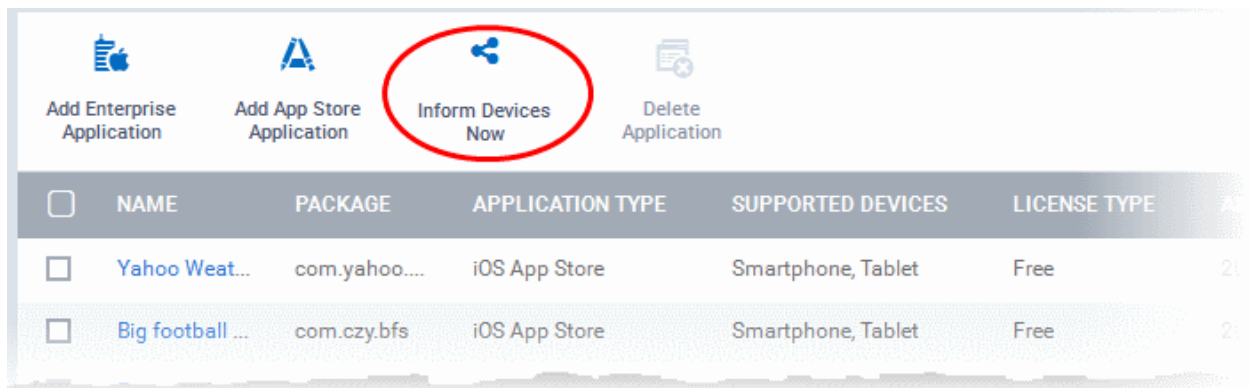 Add Enterprise Application
Add App Store Application
Inform Devices Now
Delete Application
NAME PACKAGE APPLICATION TYPE SUPPORTED DEVICES LICENSE TYPE
Yahoo Weat... com.yahoo.... iOS App Store Smartphone, Tablet Free
Big football ... com.czy.bfs iOS App Store Smartphone, Tablet Free